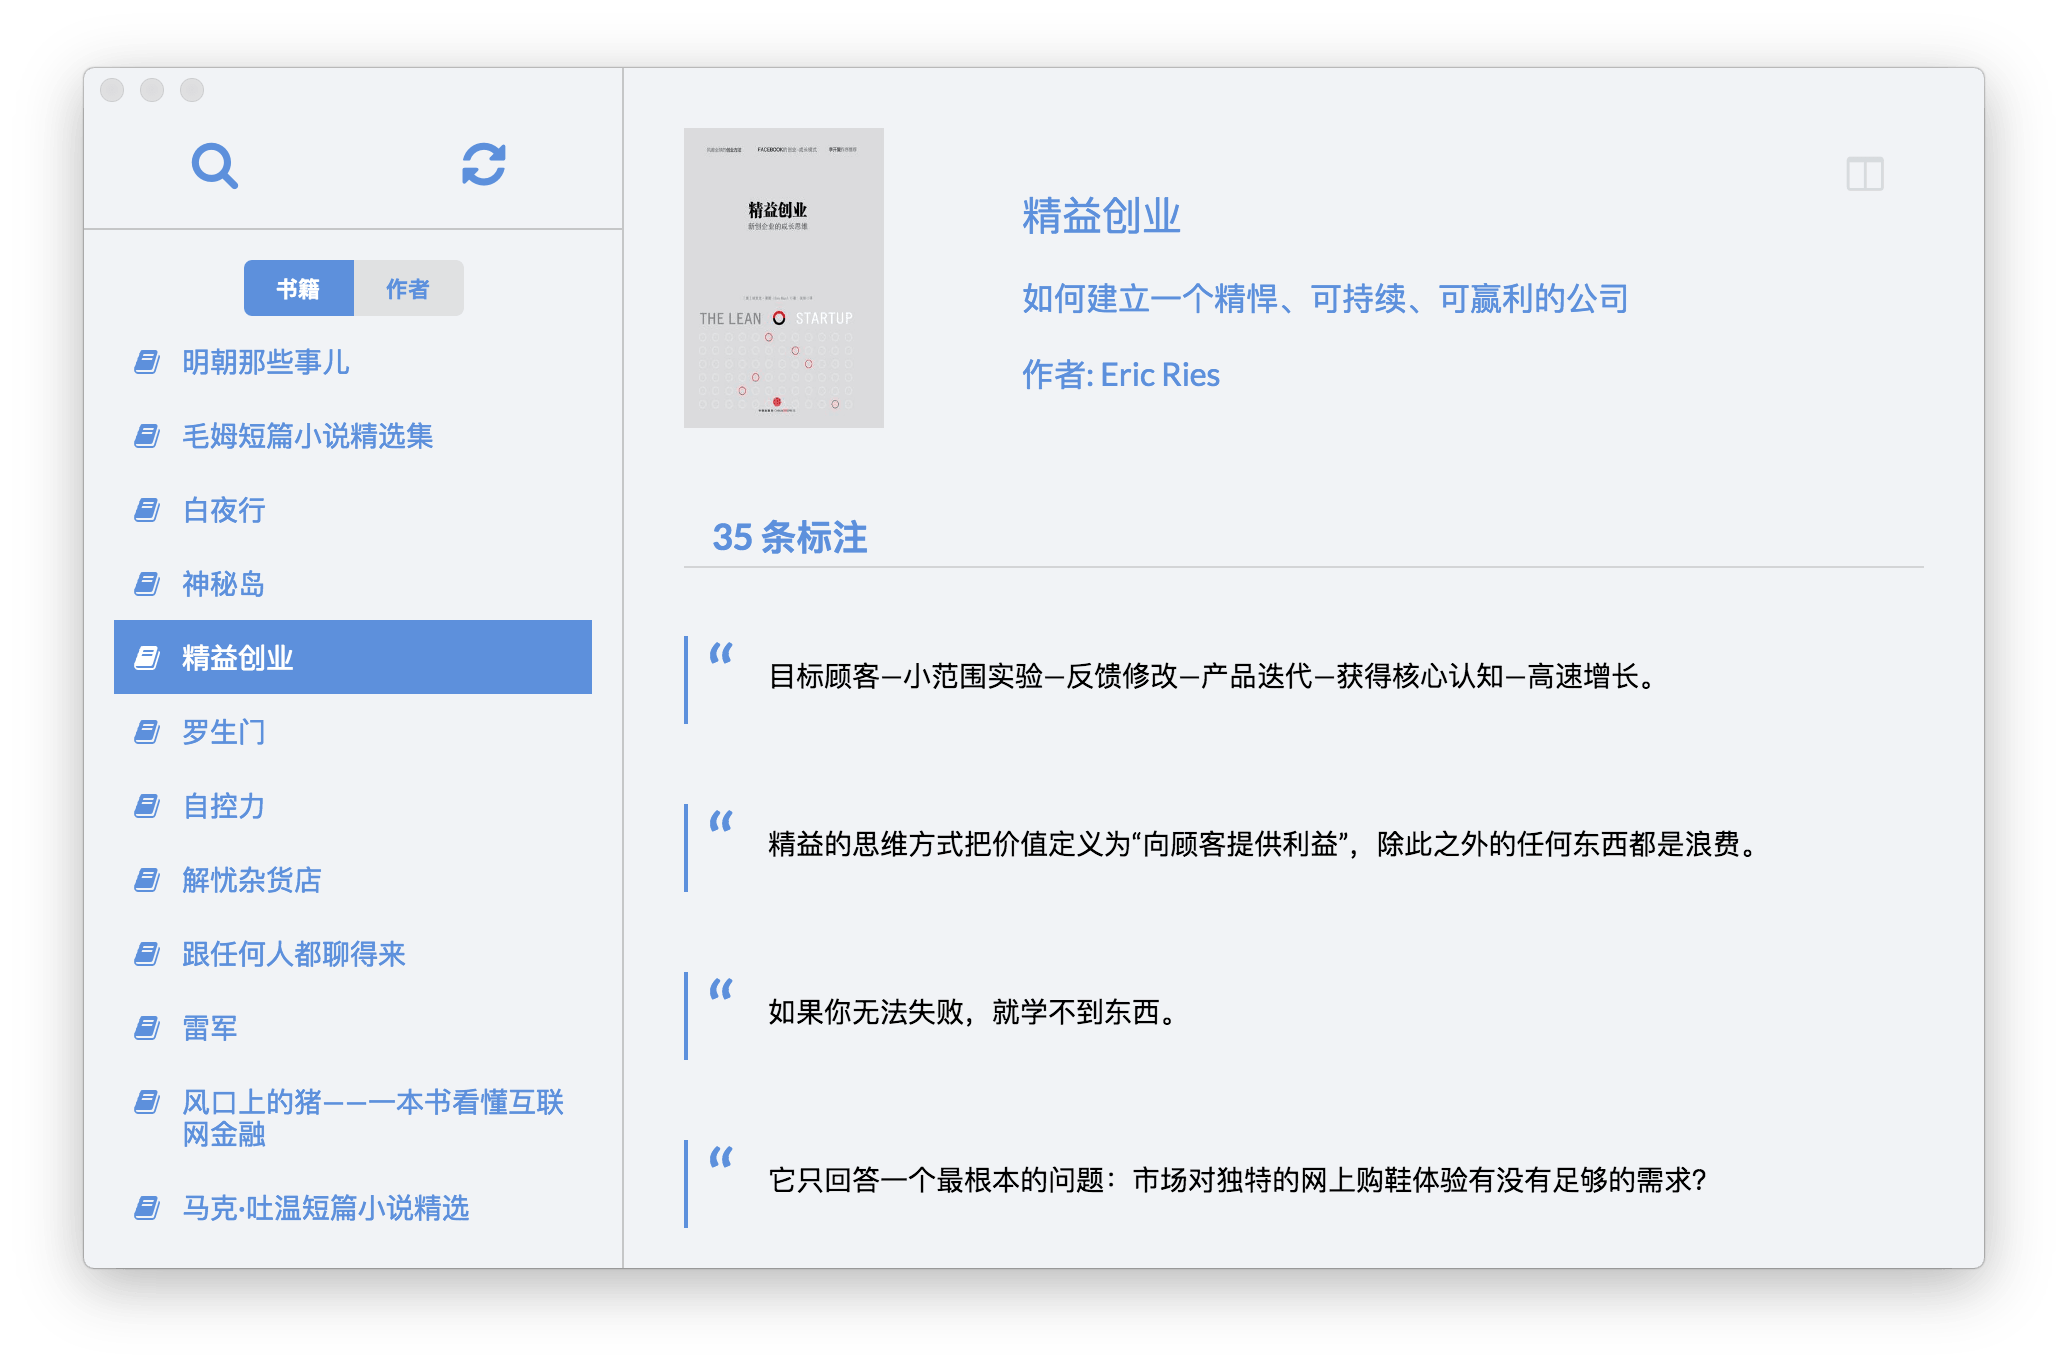 书籍
作者
明朝那些事儿
毛姆短篇小说精选集
白夜行
神秘岛
精益创业
罗生门
自控力
解忧杂货店
跟任何人都聊得来
雷军
风口上的猪——一本书看懂互联
网金融
马克·吐温短篇小说精选
精益创业
新创企业的成长思维
THE LEAN STARTUP
精益创业
如何建立一个精悍、可持续、可赢利的公司
作者: Eric Ries
35 条标注
“
目标顾客—小范围实验—反馈修改—产品迭代—获得核心认知—高速增长。
“
精益的思维方式把价值定义为“向顾客提供利益”，除此之外的任何东西都是浪费。
“
如果你无法失败，就学不到东西。
“
它只回答一个最根本的问题：市场对独特的网上购鞋体验有没有足够的需求？